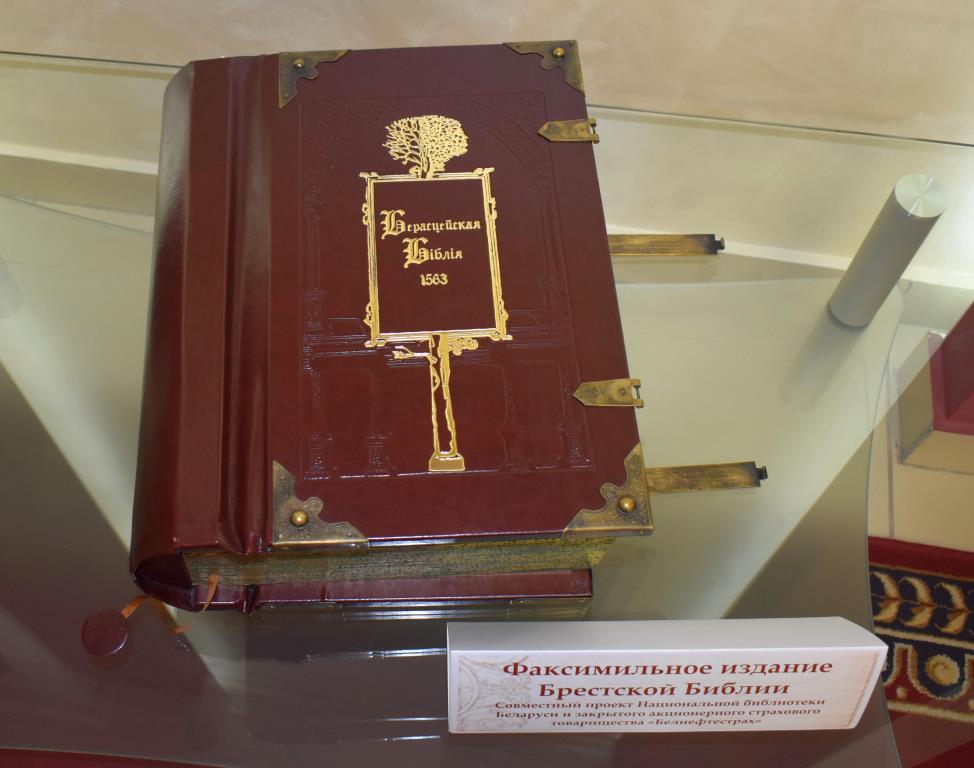 Берасцейская
Біблія
1563
Факсимильное издание
Брестской Библии
Совместный проект Национальной библиотеки
Беларуси и закрытого акционерного страхового
товарищества «Белнефтестрах»